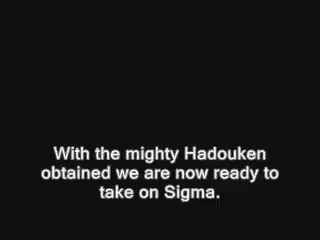 With the mighty Hadouken
obtained we are now ready to
take on Sigma.